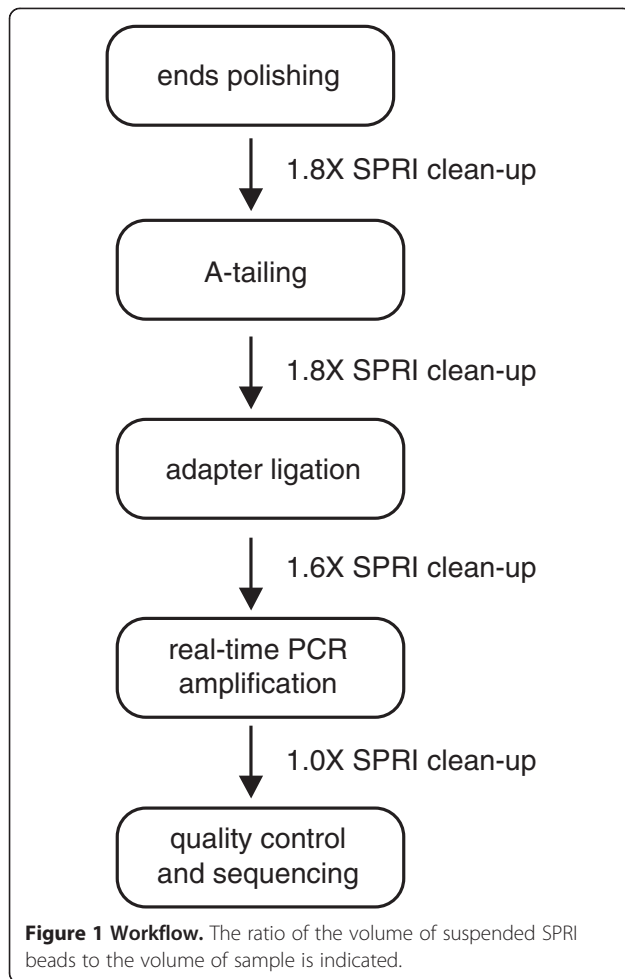 ends polishing
1.8X SPRI clean-up
A-tailing
1.8X SPRI clean-up
adapter ligation
1.6X SPRI clean-up
real-time PCR
amplification
1.0X SPRI clean-up
quality control
and sequencing
Figure 1 Workflow. The ratio of the volume of suspended SPRI
beads to the volume of sample is indicated.